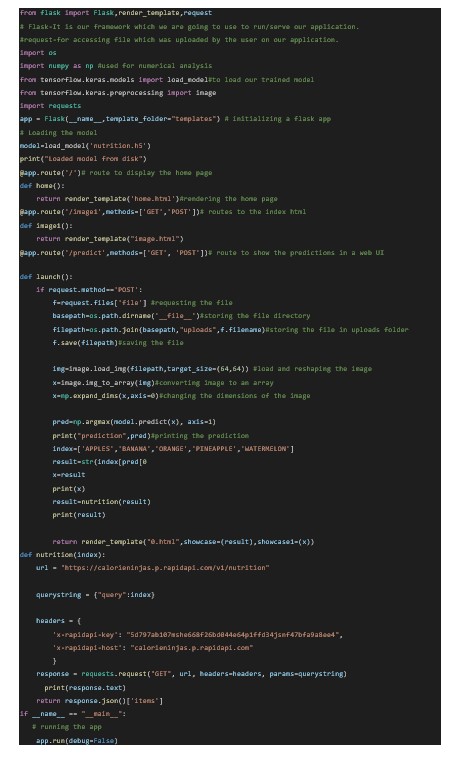 from flask import Flask,render_template,request
# Flask-It is our framework which we are going to use to run/serve our application.
#request-for accessing file which was uploaded by the user on our application.
import os
import numpy as np #used for numerical analysis
from tensorflow.keras.models import load_model#to load our trained model
from tensorflow.keras.preprocessing import image
import requests
app = Flask(__name__,template_folder="templates") # initializing a flask app
# Loading the model
model=load_model('nutrition.h5')
print("Loaded model from disk")
@app.route('/')# route to display the home page
def home():
    return render_template('home.html')#rendering the home page
@app.route('/image1',methods=['GET','POST'])# routes to the index html
def image1():
    return render_template("image.html")
@app.route('/predict',methods=['GET', 'POST'])# route to show the predictions in a web UI
def launch():
    if request.method=='POST':
        f=request.files['file'] #requesting the file
        basepath=os.path.dirname('__file__')#storing the file directory
        filepath=os.path.join(basepath,"uploads",f.filename)#storing the file in uploads folder
        f.save(filepath)#saving the file
        img=image.load_img(filepath,target_size=(64,64)) #load and reshaping the image
        x=image.img_to_array(img)#converting image to an array
        x=np.expand_dims(x,axis=0)#changing the dimensions of the image
        pred=np.argmax(model.predict(x), axis=1)
        print("prediction",pred)#printing the prediction
        index=['APPLES','BANANA','ORANGE','PINEAPPLE','WATERMELON']
        result=str(index[pred[0
        x=result
        print(x)
        result=nutrition(result)
        print(result)
        return render_template("0.html",showcase=(result),showcase1=(x))
def nutrition(index):
    url = "https://calorieninjas.p.rapidapi.com/v1/nutrition"
    querystring = {"query":index}
    headers = {
        'x-rapidapi-key': "5d797ab107mshe668f26bd044e64p1ffd34jsnf47bfa9a8ee4",
        'x-rapidapi-host': "calorieninjas.p.rapidapi.com"
        }
    response = requests.request("GET", url, headers=headers, params=querystring)
      print(response.text)
    return response.json()['items']
if __name__ == "__main__":
   # running the app
    app.run(debug=False)